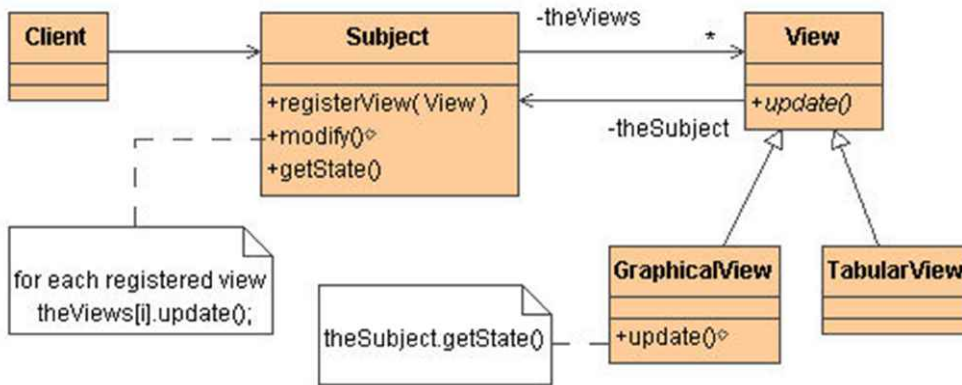 Client
Subject
+registerView( View )
+modify()
+getState()
-theViews
*
View
+update()
-theSubject
for each registered view
theViews[i].update();
theSubject.getState()
GraphicalView
+update()
TabularView